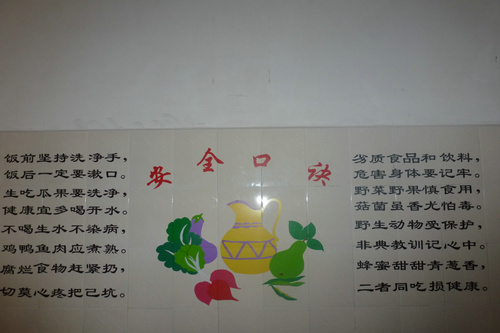 安全口诀
饭前坚持洗净手，
饭后一定要漱口。
生吃瓜果要洗净，
健康宜多喝开水。
不喝生水不染病，
鸡鸭鱼肉应煮熟。
腐烂食物赶紧扔，
切莫心疼把己坑。
劣质食品和饮料，
危害身体要记牢。
野菜野果慎食用，
菇菌虽香尤怕毒。
野生动物受保护，
非典教训记心中。
蜂蜜甜甜青葱香，
二者同吃损健康。